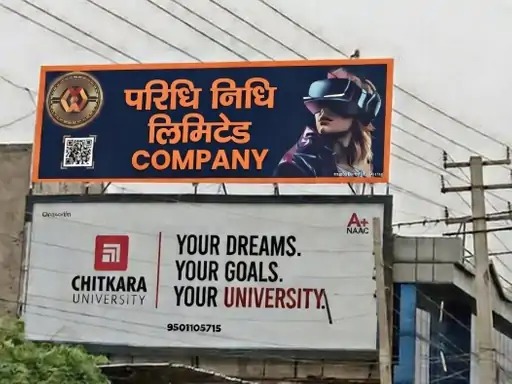 परिधि निधि
लिमिटेड
COMPANY
A+
NAAC
CHITKARA
UNIVERSITY
YOUR DREAMS.
YOUR GOALS.
YOUR UNIVERSITY.
9501105715